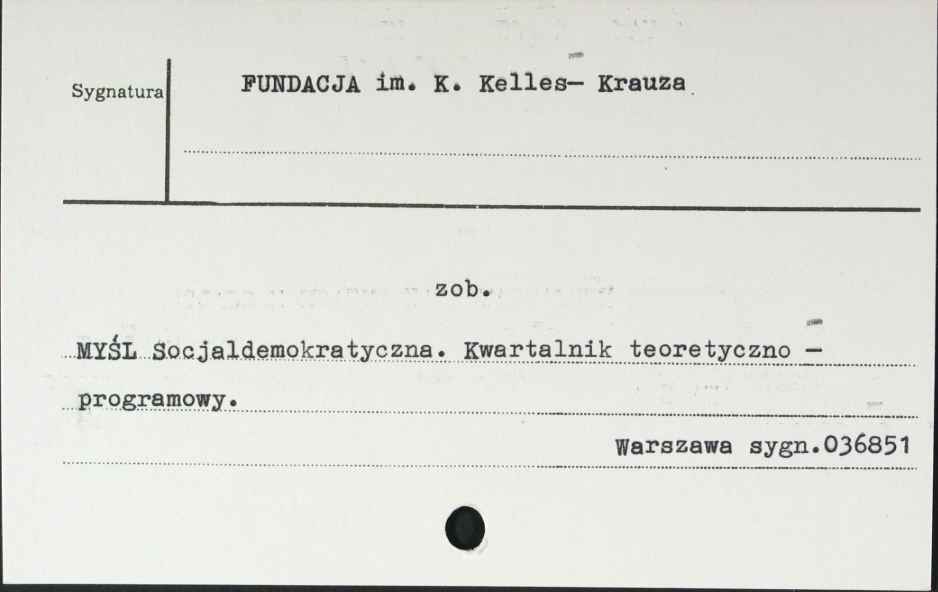 Sygnatura
FUNDACJA im. K. Kelles- Krauza
zob.
MYŚL Socjaldemokratyczna. Kwartalnik teoretyczno -
programowy.
Warszawa sygn.036851